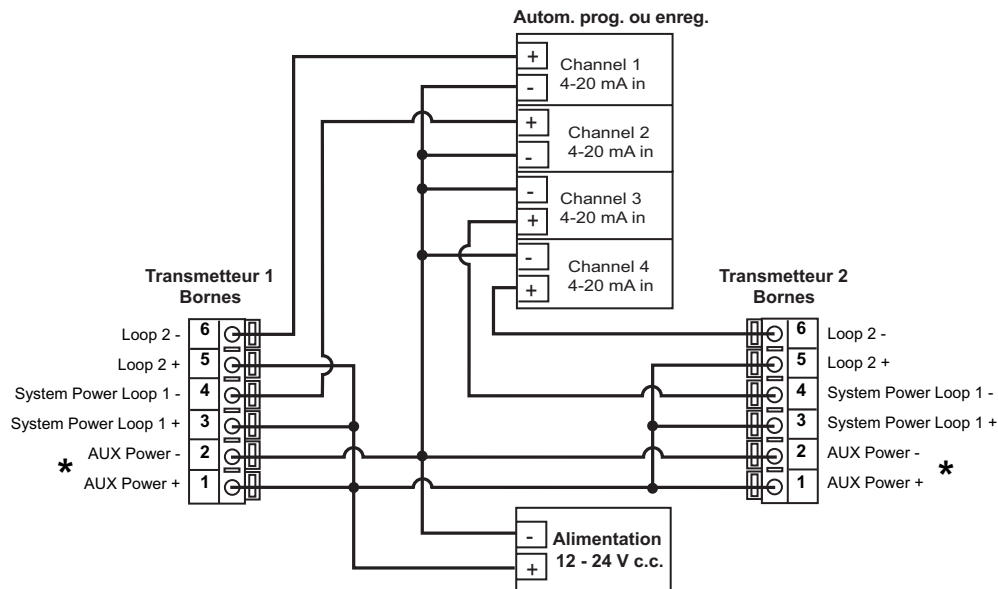 Autom. prog. ou enreg.
+
Channel 1
4-20 mA in
-
+
Channel 2
4-20 mA in
-
-
Channel 3
4-20 mA in
+
-
Channel 4
4-20 mA in
+
Transmetteur 1
Bornes
Loop 2 - 6
Loop 2 + 5
System Power Loop 1 - 4
System Power Loop 1 + 3
AUX Power - 2
*
AUX Power + 1
Transmetteur 2
Bornes
6 Loop 2 -
5 Loop 2 +
4 System Power Loop 1 -
3 System Power Loop 1 +
2 AUX Power -
*
1 AUX Power +
-
Alimentation
12 - 24 V c.c.
+